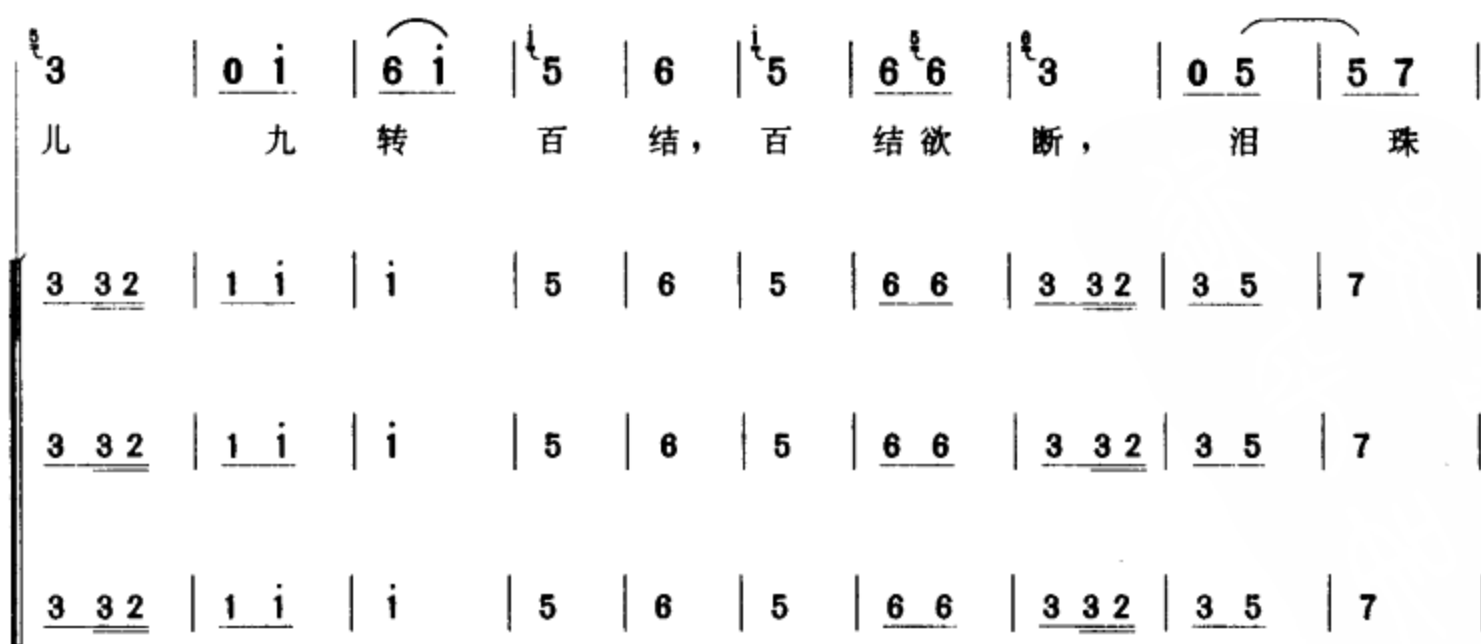 ⁵3 | 0 i̇ | 6 i̇ | ⁱ̇5 | 6 | ⁱ̇5 | 6 ⁵6 | ⁶3 | 0 5 | 5 7 |
儿 九 转 百 结， 百 结 欲 断， 泪 珠
3 3 2 | 1 i̇ | i̇ | 5 | 6 | 5 | 6 6 | 3 3 2 | 3 5 | 7 |
3 3 2 | 1 i̇ | i̇ | 5 | 6 | 5 | 6 6 | 3 3 2 | 3 5 | 7 |
3 3 2 | 1 i̇ | i̇ | 5 | 6 | 5 | 6 6 | 3 3 2 | 3 5 | 7